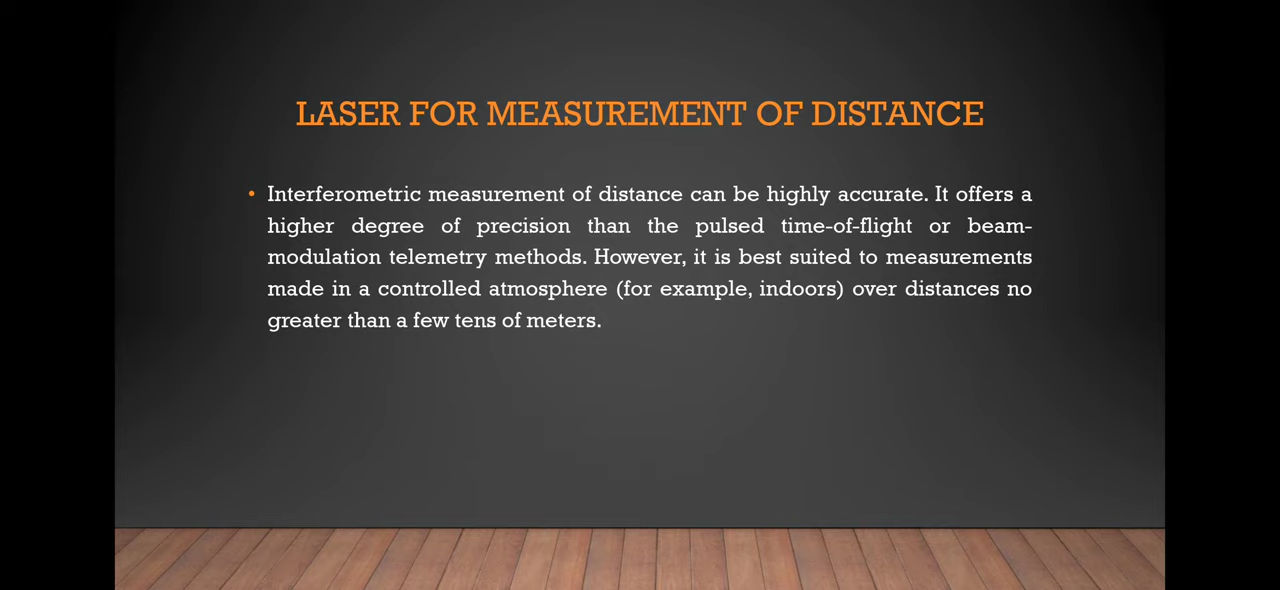 LASER FOR MEASUREMENT OF DISTANCE
• Interferometric measurement of distance can be highly accurate. It offers a
higher degree of precision than the pulsed time-of-flight or beam-
modulation telemetry methods. However, it is best suited to measurements
made in a controlled atmosphere (for example, indoors) over distances no
greater than a few tens of meters.